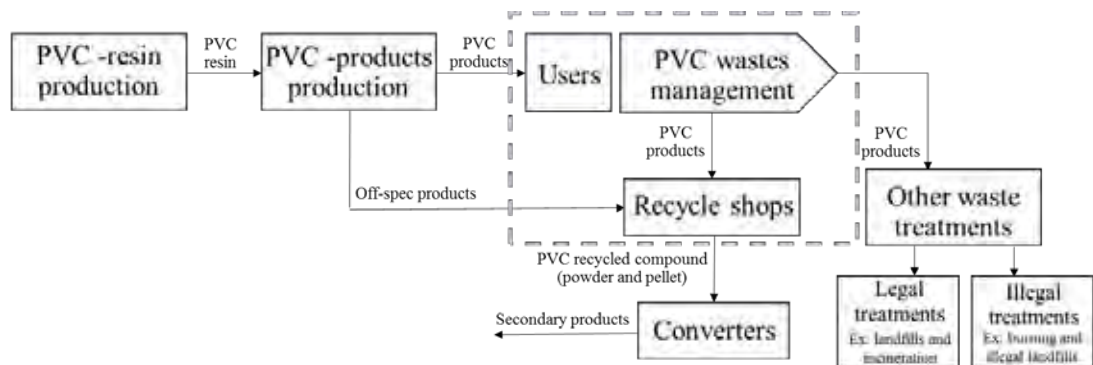 PVC -resin
production
PVC
resin
PVC -products
production
PVC
products
Users
PVC wastes
management
PVC
products
PVC
products
Off-spec products
Recycle shops
Other waste
treatments
PVC recycled compound
(powder and pellet)
Secondary products
Converters
Legal
treatments
Ex: landfills and
incineration
Illegal
treatments
Ex: burning and
illegal landfills